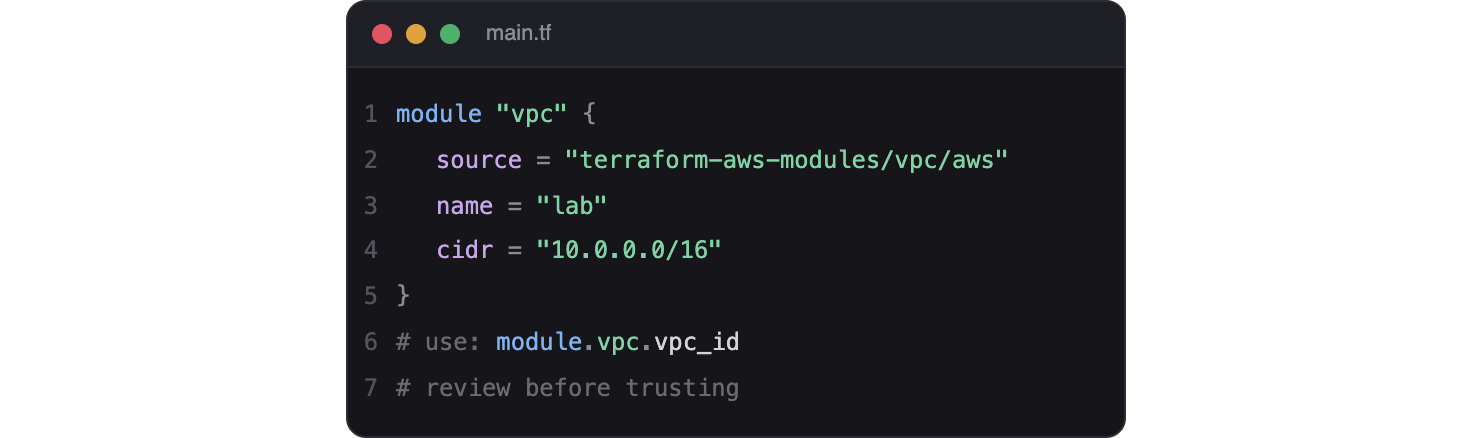 main.tf
1 module "vpc" {
2 source = "terraform-aws-modules/vpc/aws"
3 name = "lab"
4 cidr = "10.0.0.0/16"
5 }
6 # use: module.vpc.vpc_id
7 # review before trusting